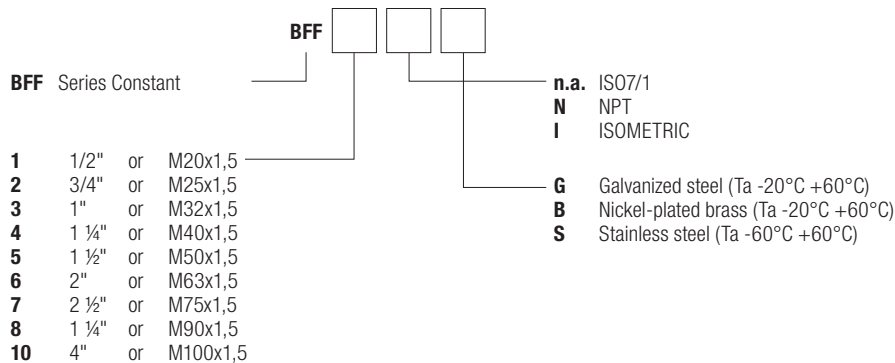 BFF
BFF Series Constant
1 1/2" or M20x1,5
2 3/4" or M25x1,5
3 1" or M32x1,5
4 1 ¼" or M40x1,5
5 1 ½" or M50x1,5
6 2" or M63x1,5
7 2 ½" or M75x1,5
8 1 ¼" or M90x1,5
10 4" or M100x1,5
n.a. ISO7/1
N NPT
I ISOMETRIC
G Galvanized steel (Ta -20°C +60°C)
B Nickel-plated brass (Ta -20°C +60°C)
S Stainless steel (Ta -60°C +60°C)